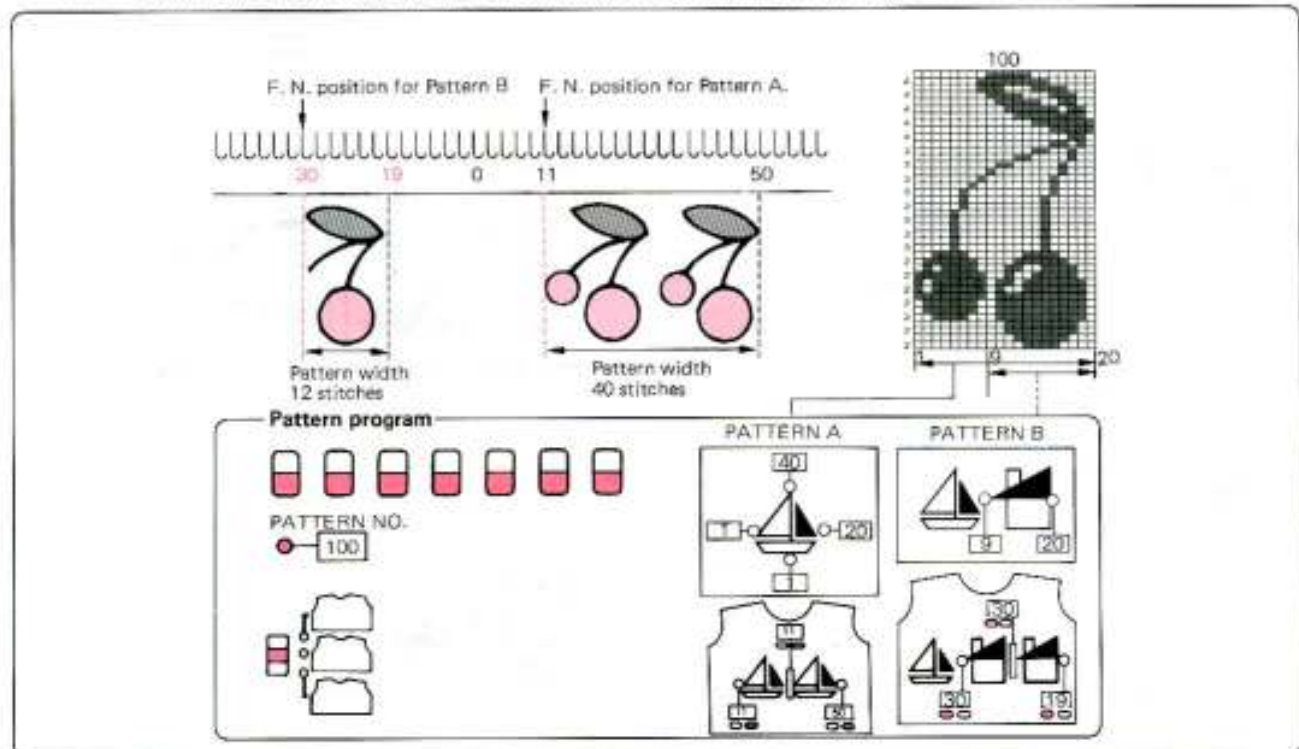 100
F. N. position for Pattern B
F. N. position for Pattern A.
30 19 0 11 50
Pattern width
12 stitches
Pattern width
40 stitches
1 9 20
Pattern program
PATTERN NO.
100
PATTERN A
40
1 20
1
11
11 50
PATTERN B
9 20
30
30 19